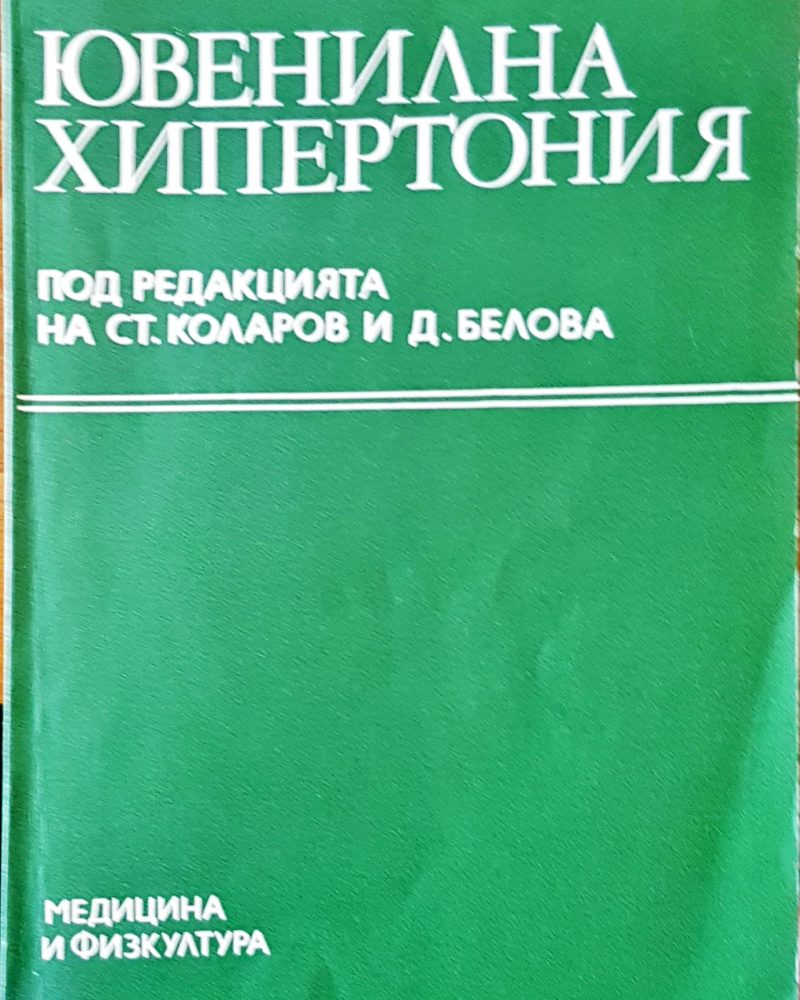 ЮВЕНИЛНА
ХИПЕРТОНИЯ
ПОД РЕДАКЦИЯТА
НА СТ. КОЛАРОВ И Д. БЕЛОВА
МЕДИЦИНА
И ФИЗКУЛТУРА